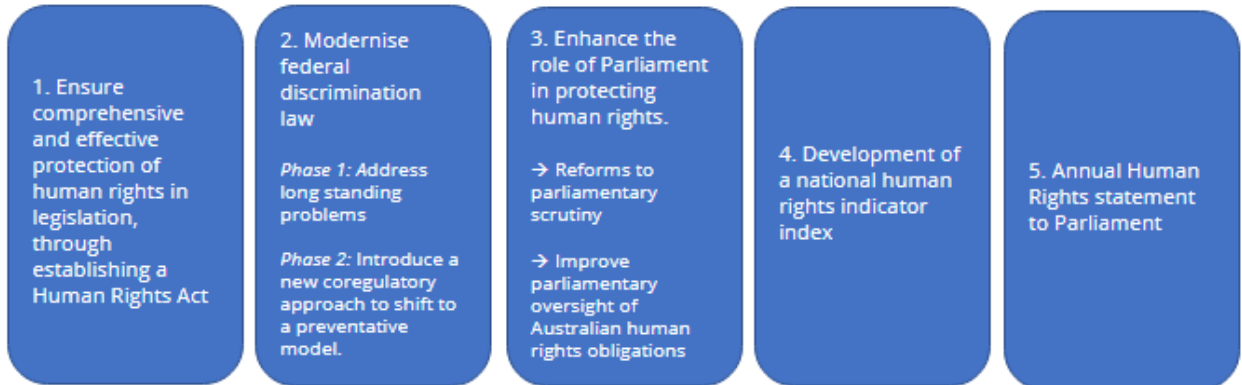 1. Ensure
comprehensive
and effective
protection of
human rights in
legislation,
through
establishing a
Human Rights Act
2. Modernise
federal
discrimination
law
Phase 1: Address
long standing
problems
Phase 2: Introduce a
new coregulatory
approach to shift to
a preventative
model.
3. Enhance the
role of Parliament
in protecting
human rights.
→ Reforms to
parliamentary
scrutiny
→ Improve
parliamentary
oversight of
Australian human
rights obligations
4. Development of
a national human
rights indicator
index
5. Annual Human
Rights statement
to Parliament